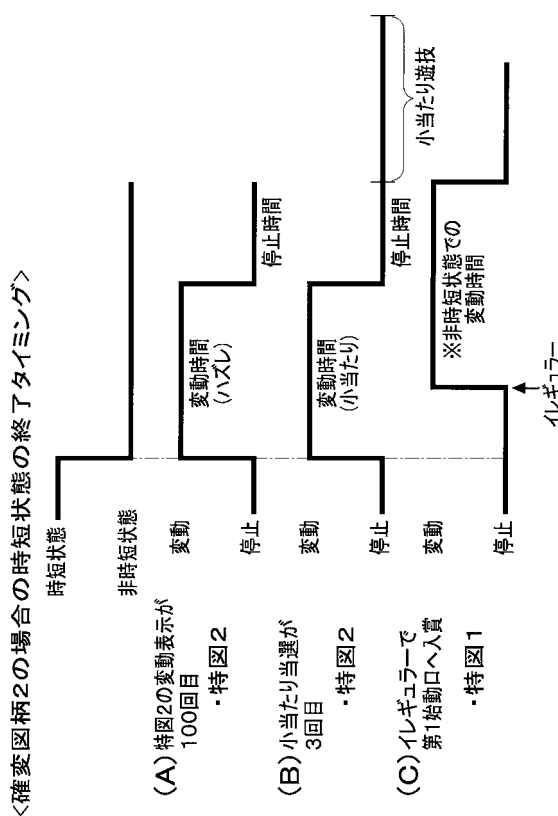 <確変図柄2の場合の時短状態の終了タイミング>
時短状態
非時短状態
(A)特図2の変動表示が
100回目
・特図2
変動
停止
変動時間
(ハズレ)
停止時間
(B)小当たり当選が
3回目
・特図2
変動
停止
変動時間
(小当たり)
停止時間
小当たり遊技
(C)イレギュラーで
第1始動口へ入賞
・特図1
変動
停止
※非時短状態での
変動時間
イレギュラー